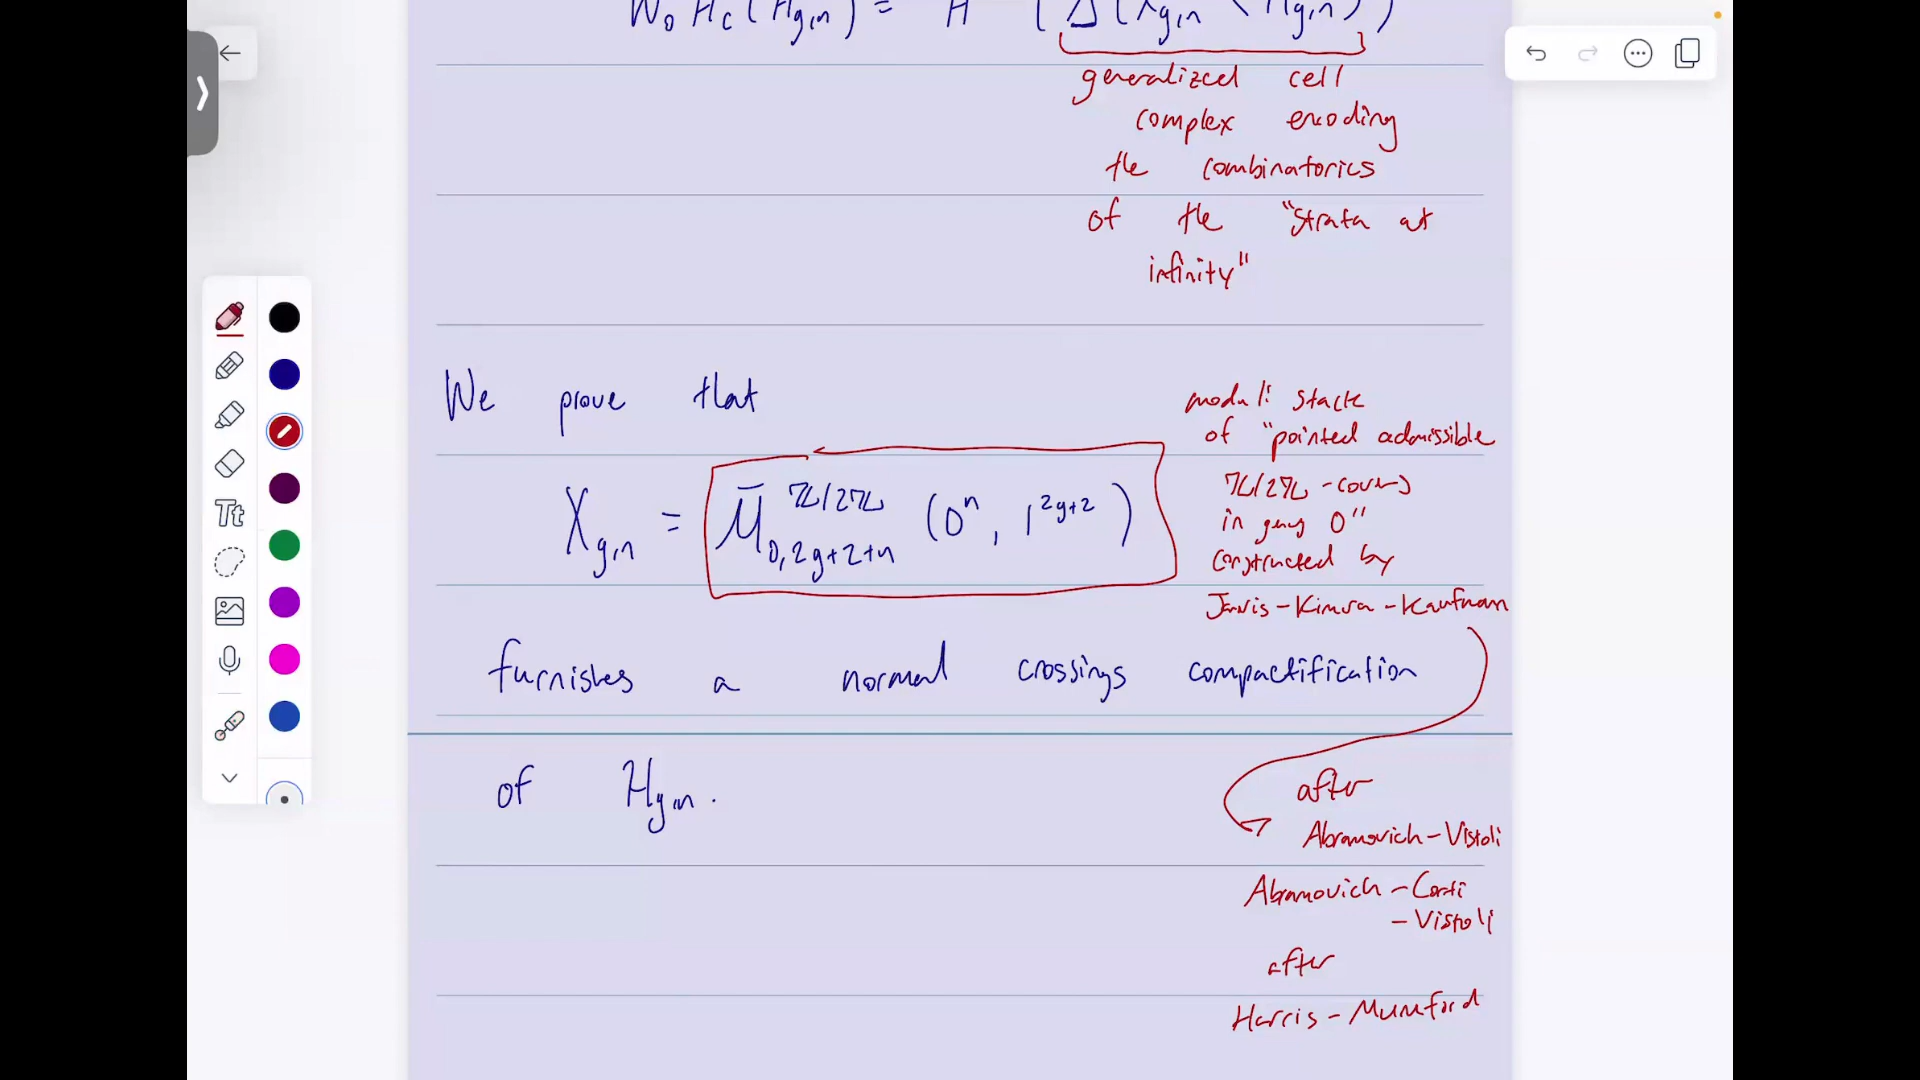 W₀ H_c(H_{g,n}) = H (Δ(X_{g,n} \ H_{g,n}))
generalized cell
complex encoding
the combinatorics
of the "strata at
infinity"
We prove that
moduli stack
of "pointed admissible
Z/2Z-covers
in genus 0"
constructed by
Jarvis-Kimura-Kaufman
X_{g,n} = M̄_{0,2g+2+n}^{Z/2Z} (0^n, 1^{2g+2})
furnishes a normal crossings compactification
of H_{g,n}.
after
Abramovich-Vistoli
Abramovich-Corti
-Vistoli
after
Harris-Mumford
Tt